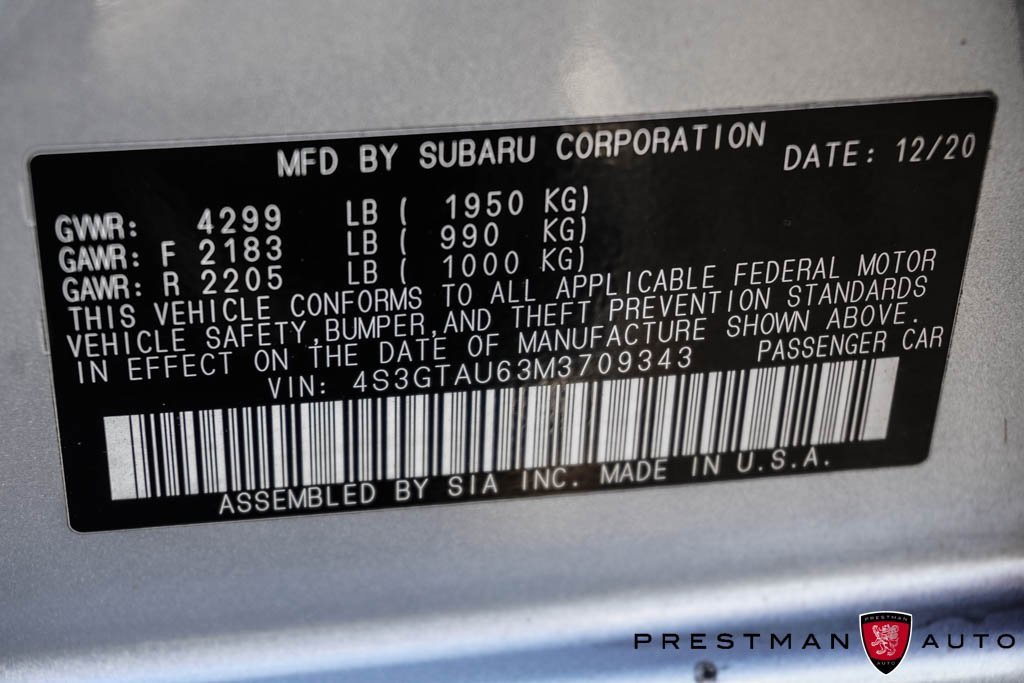 MFD BY SUBARU CORPORATION DATE: 12/20
GVWR: 4299 LB ( 1950 KG)
GAWR: F 2183 LB ( 990 KG)
GAWR: R 2205 LB ( 1000 KG)
THIS VEHICLE CONFORMS TO ALL APPLICABLE FEDERAL MOTOR
VEHICLE SAFETY,BUMPER,AND THEFT PREVENTION STANDARDS
IN EFFECT ON THE DATE OF MANUFACTURE SHOWN ABOVE.
VIN: 4S3GTAU63M3709343 PASSENGER CAR
ASSEMBLED BY SIA INC. MADE IN U.S.A.
PRESTMAN PRESTMAN AUTO AUTO